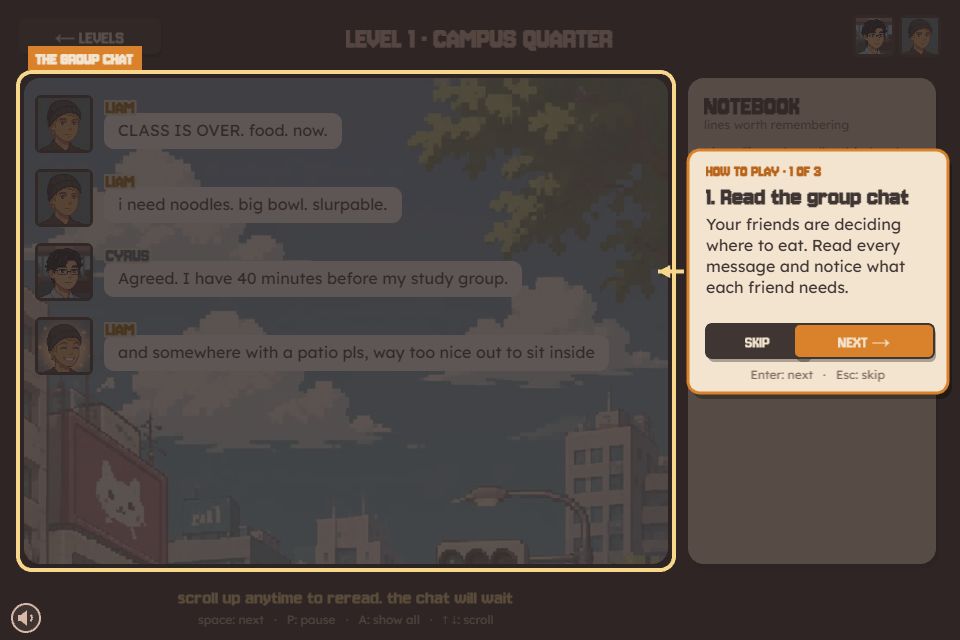 ← LEVELS
LEVEL 1 · CAMPUS QUARTER
THE GROUP CHAT
LIAM
CLASS IS OVER. food. now.
LIAM
i need noodles. big bowl. slurpable.
CYRUS
Agreed. I have 40 minutes before my study group.
LIAM
and somewhere with a patio pls, way too nice out to sit inside
NOTEBOOK
lines worth remembering
HOW TO PLAY · 1 OF 3
1. Read the group chat
Your friends are deciding
where to eat. Read every
message and notice what
each friend needs.
SKIP
NEXT →
Enter: next · Esc: skip
scroll up anytime to reread. the chat will wait
space: next · P: pause · A: show all · ↑↓: scroll